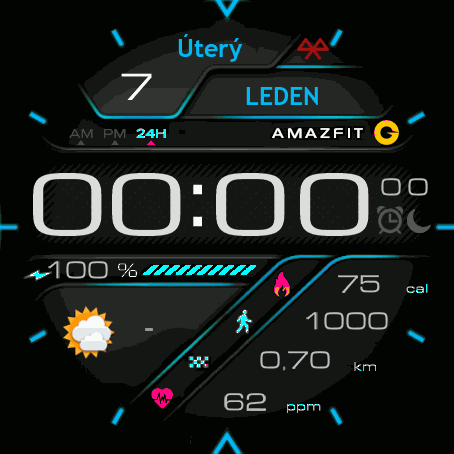 Úterý
7
LEDEN
AM PM 24H
AMAZFIT
00:00 00
100 %
75 cal
-
1000
0,70 km
62 ppm